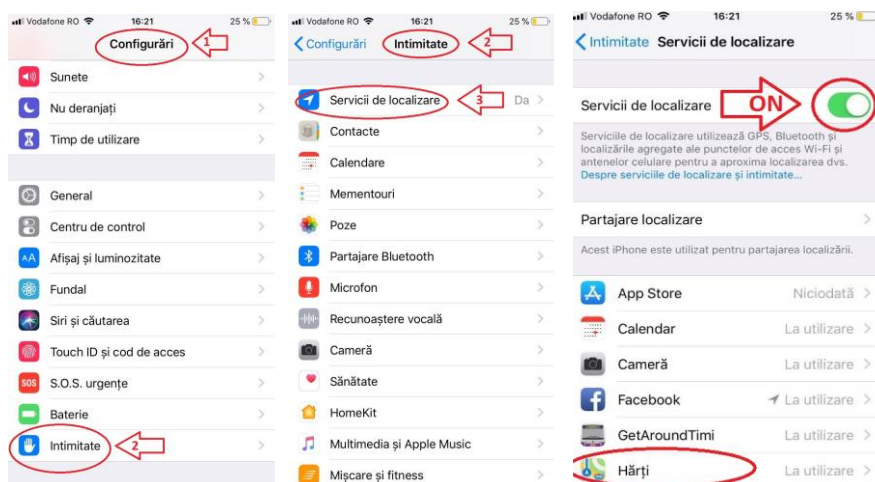 Vodafone RO 16:21 25 %
Configurări 1
Sunete
Nu deranjați
Timp de utilizare
General
Centru de control
AA Afișaj și luminozitate
Fundal
Siri și căutarea
Touch ID și cod de acces
SOS S.O.S. urgențe
Baterie
Intimitate 2
Vodafone RO 16:21 25 %
Configurări Intimitate 2
Servicii de localizare 3 Da
Contacte
Calendare
Mementouri
Poze
Partajare Bluetooth
Microfon
Recunoaștere vocală
Cameră
Sănătate
HomeKit
Multimedia și Apple Music
Mișcare și fitness
Vodafone RO 16:21 25 %
Intimitate Servicii de localizare
Servicii de localizare ON
Serviciile de localizare utilizează GPS, Bluetooth și
localizările agregate ale punctelor de acces Wi-Fi și
antenelor celulare pentru a aproxima localizarea dvs.
Despre serviciile de localizare și intimitate...
Partajare localizare
Acest iPhone este utilizat pentru partajarea localizării.
App Store Niciodată
Calendar La utilizare
Cameră La utilizare
Facebook La utilizare
GetAroundTimi La utilizare
Hărți La utilizare